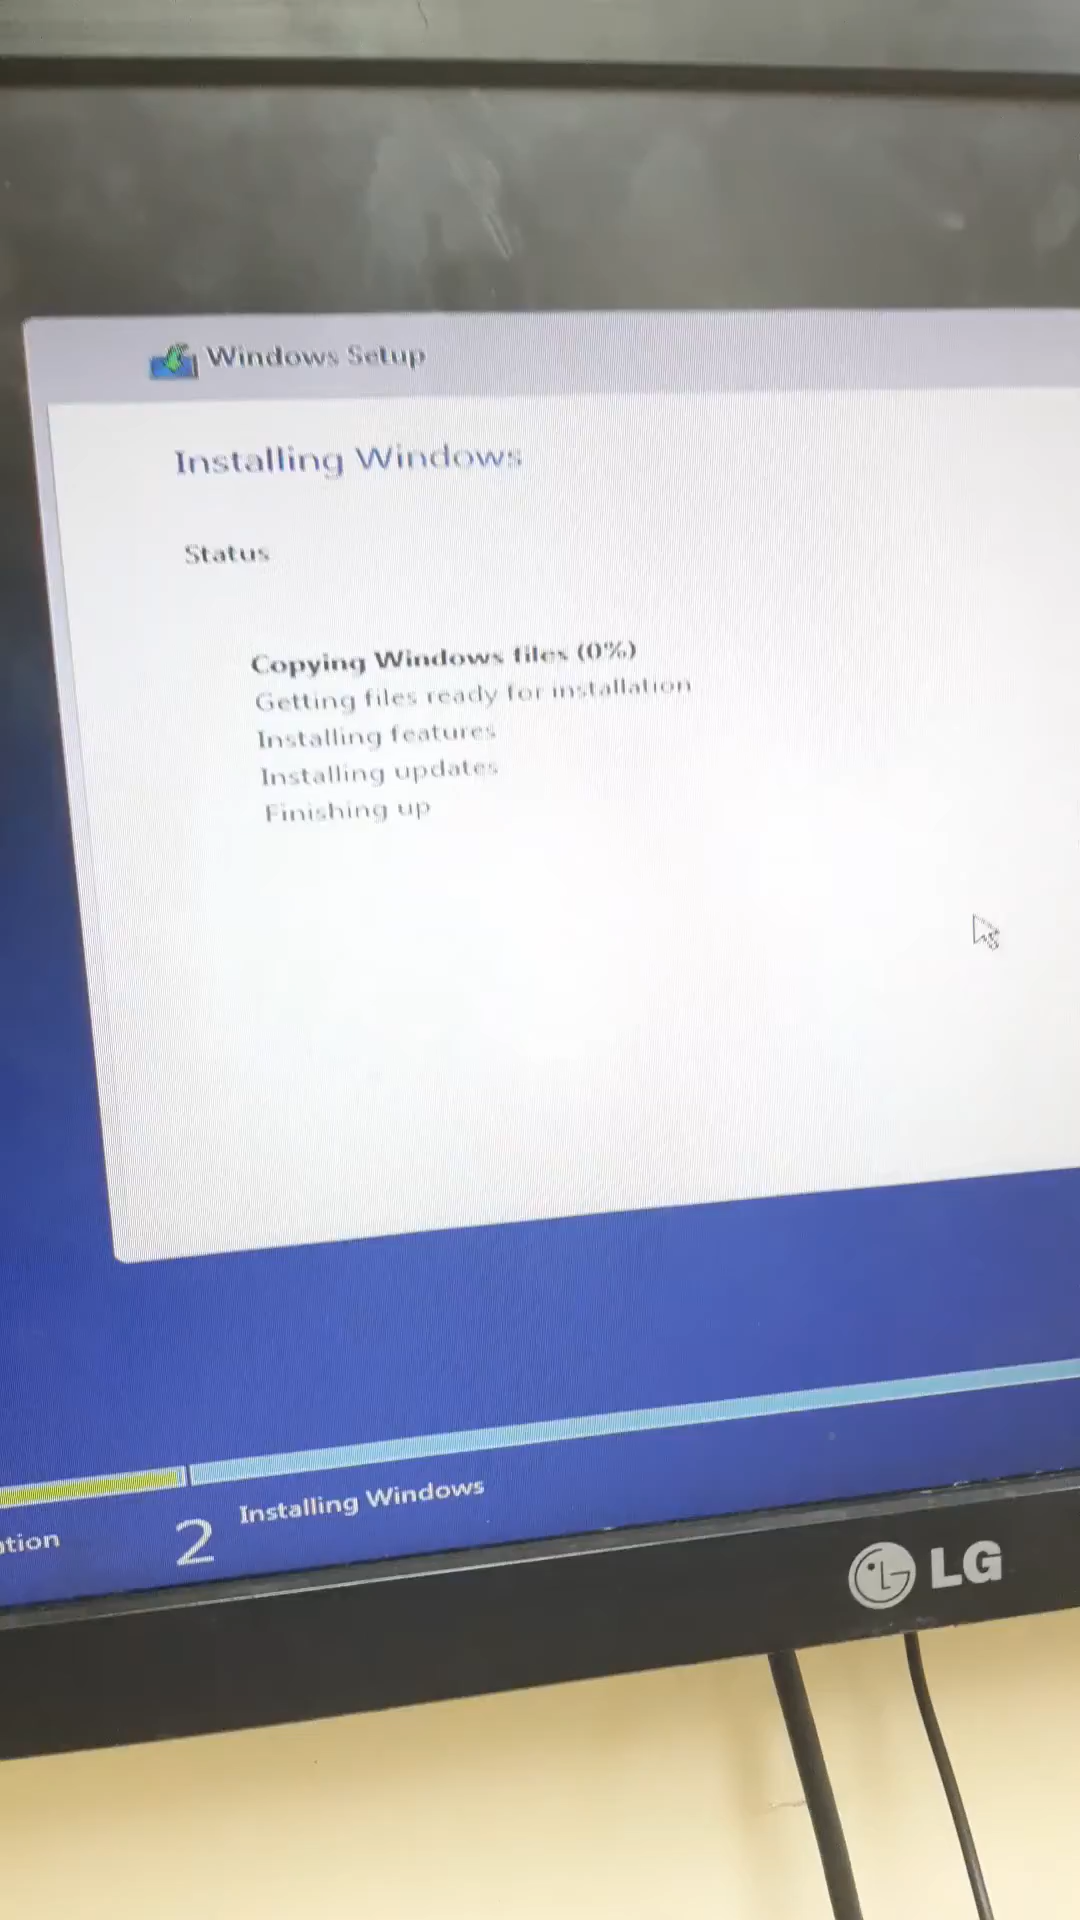 Windows Setup
Installing Windows
Status
Copying Windows files (0%)
Getting files ready for installation
Installing features
Installing updates
Finishing up
2 Installing Windows
LG